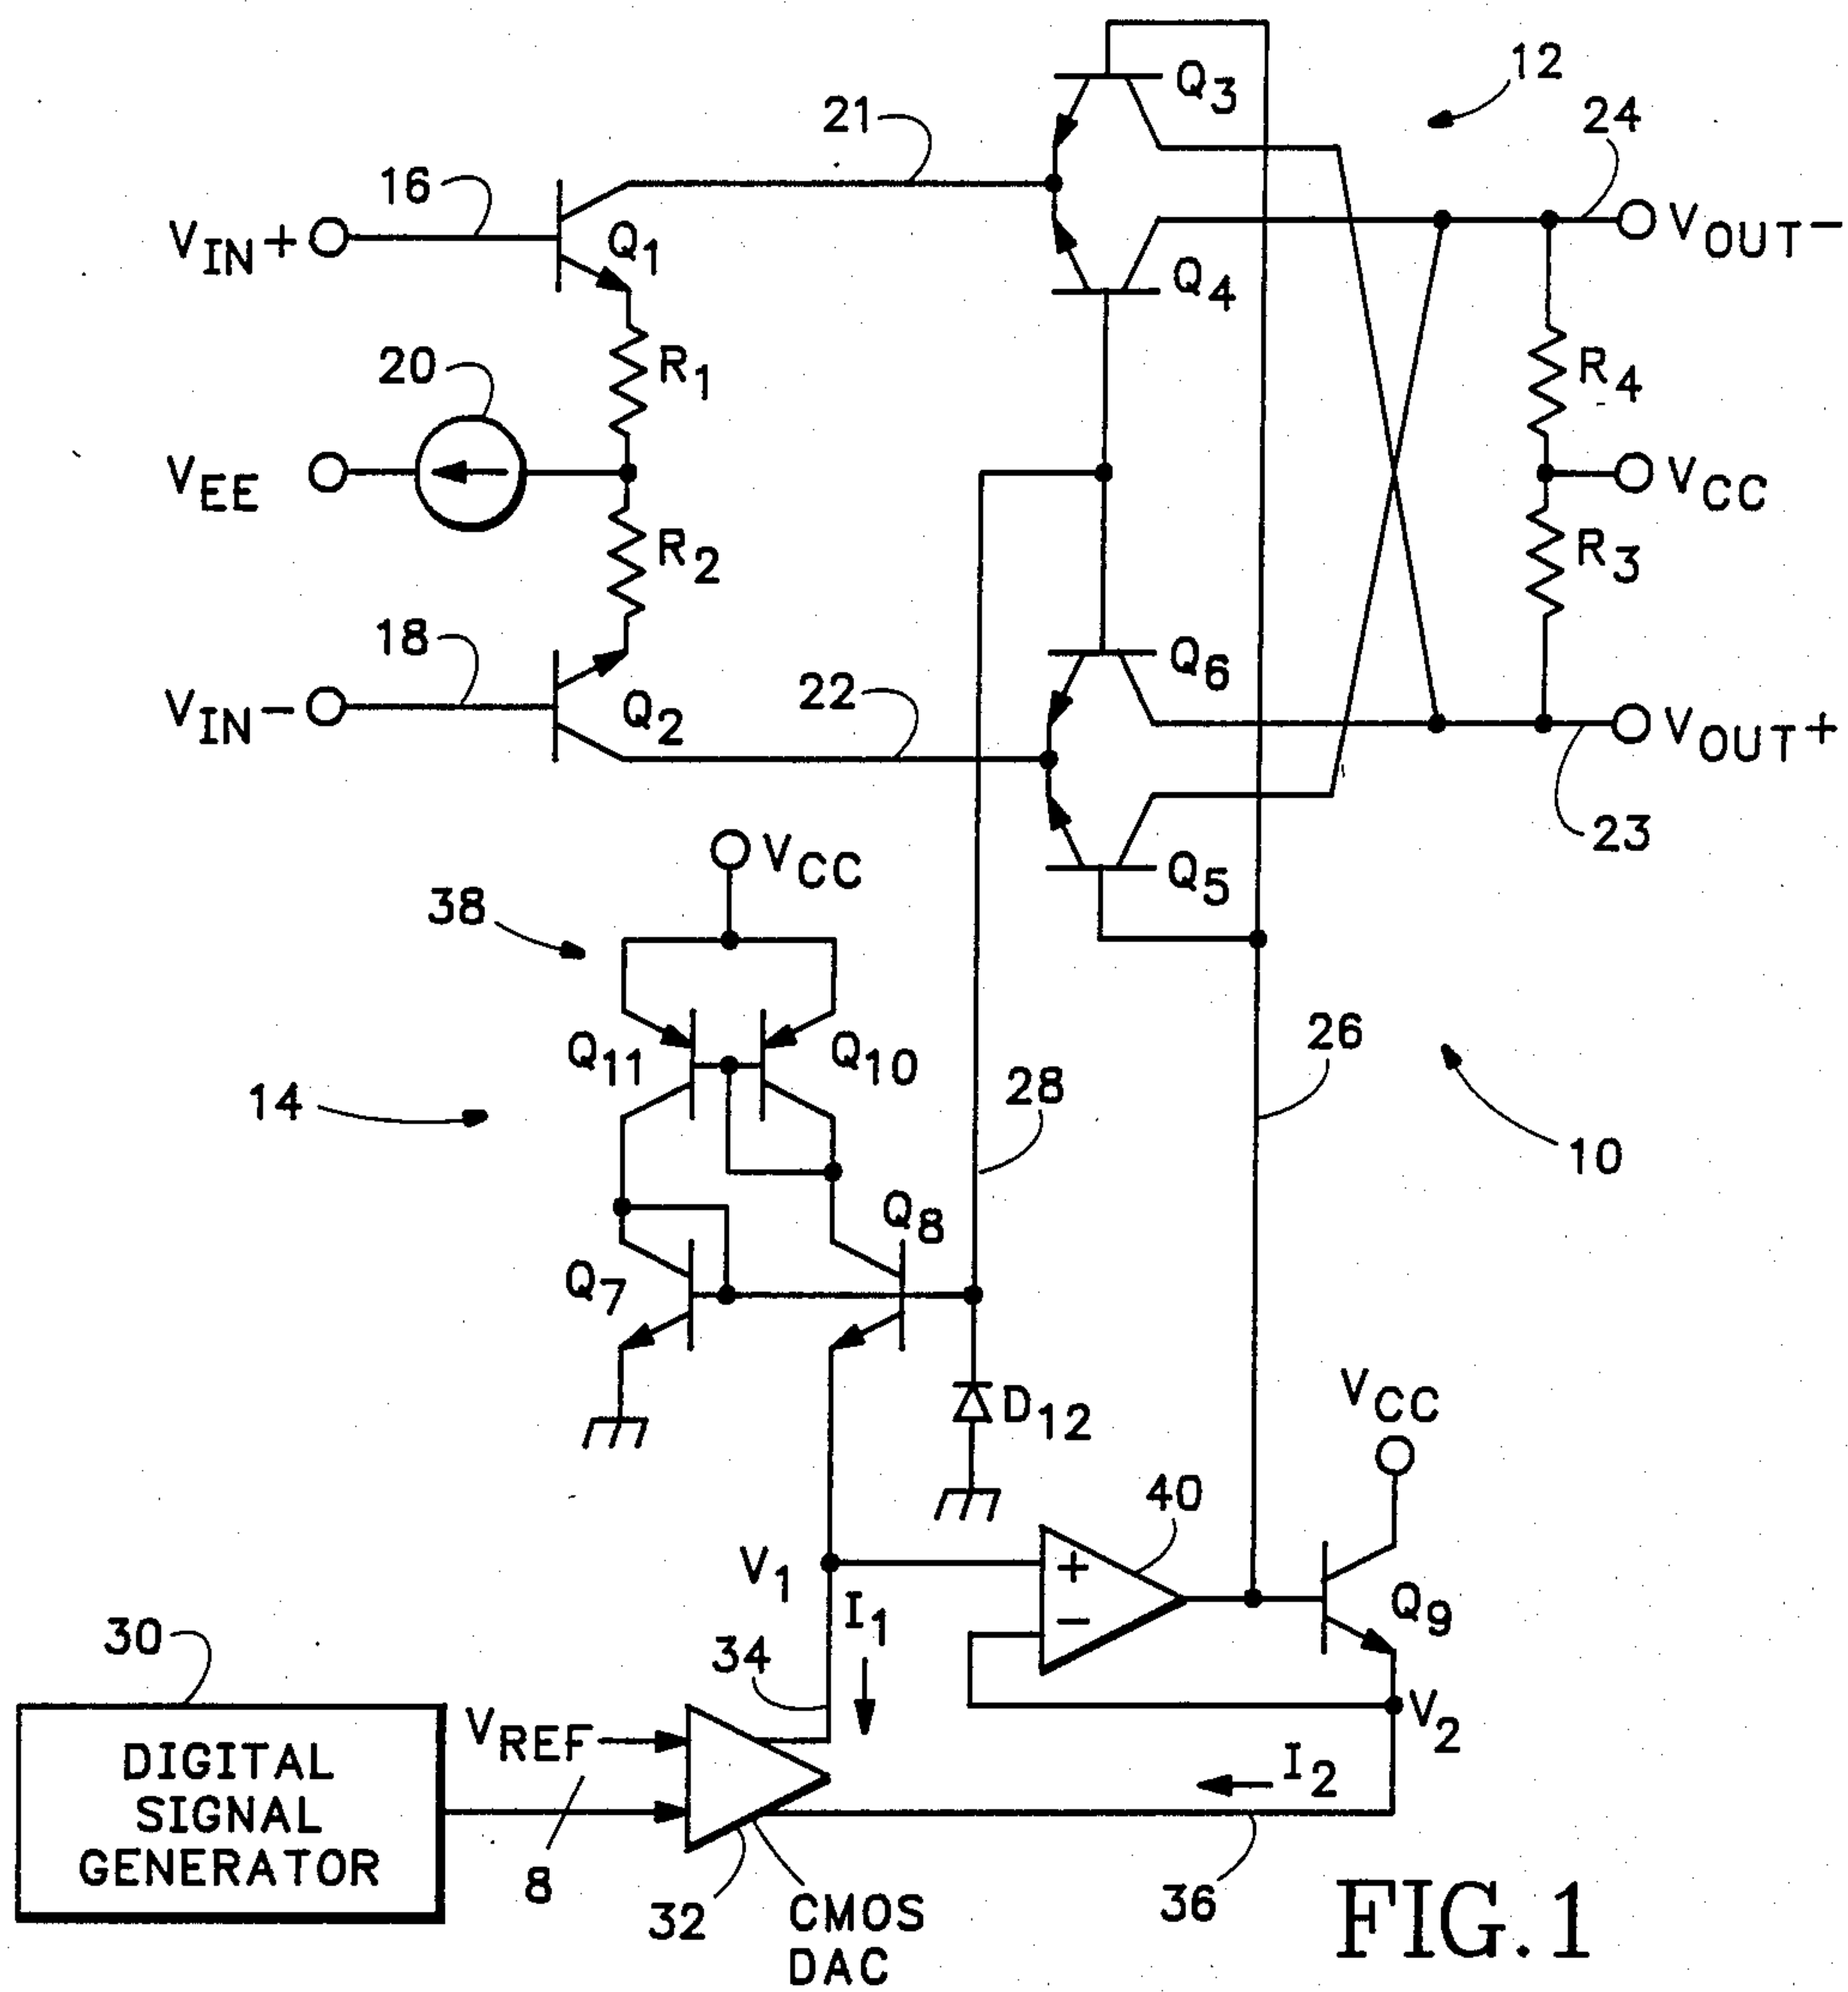 Q3
12
21
24
16
VIN+
Q1
VOUT−
Q4
20
R1
R4
VEE
VCC
R2
R3
18
Q6
22
VIN−
Q2
VOUT+
23
VCC
Q5
38
26
Q11
Q10
28
14
10
Q8
Q7
VCC
D12
40
V1
+
I1
−
Q9
30
34
VREF
V2
DIGITAL
SIGNAL
GENERATOR
I2
8
32
CMOS
DAC
36
FIG.1